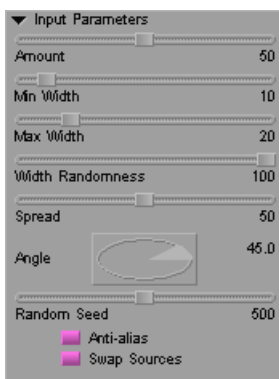 Input Parameters
Amount 50
Min Width 10
Max Width 20
Width Randomness 100
Spread 50
Angle 45.0
Random Seed 500
Anti-alias
Swap Sources